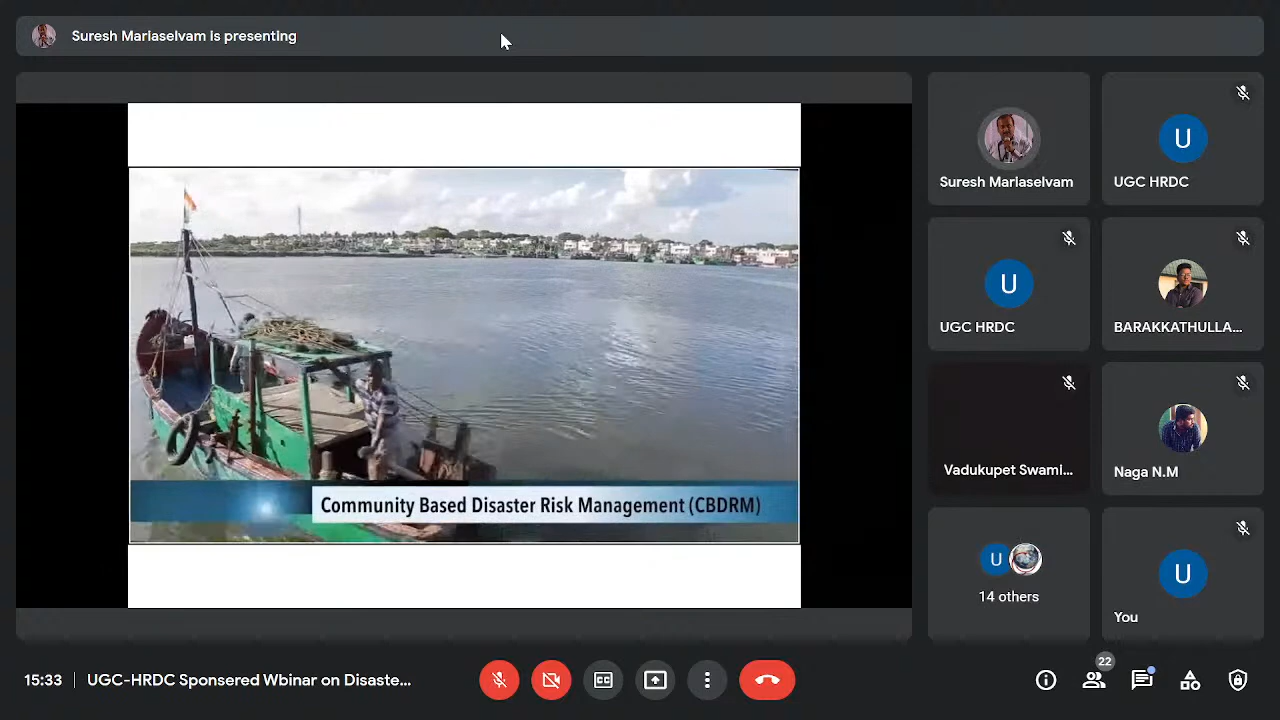 Suresh Mariaselvam is presenting
Suresh Mariaselvam
U
UGC HRDC
U
UGC HRDC
BARAKKATHULLA...
Vadukupet Swami...
Naga N.M
U
14 others
U
You
Community Based Disaster Risk Management (CBDRM)
15:33
UGC-HRDC Sponsered Wbinar on Disaste...
CC
22